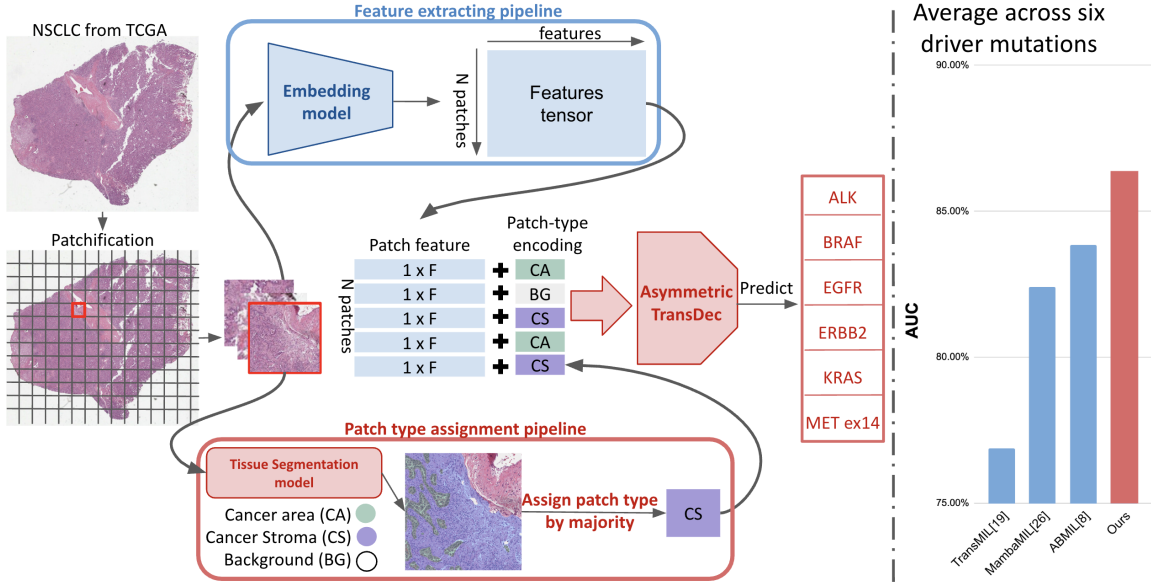 Feature extracting pipeline
NSCLC from TCGA
features
Embedding
model
N patches
Features
tensor
Patchification
Patch feature
Patch-type
encoding
N patches
1 x F + CA
1 x F + BG
1 x F + CS
1 x F + CA
1 x F + CS
Asymmetric
TransDec
Predict
ALK
BRAF
EGFR
ERBB2
KRAS
MET ex14
Patch type assignment pipeline
Tissue Segmentation
model
Cancer area (CA)
Cancer Stroma (CS)
Background (BG)
Assign patch type
by majority
CS
Average across six
driver mutations
AUC
90.00%
85.00%
80.00%
75.00%
TransMIL[19]
MambaMIL[26]
ABMIL[8]
Ours